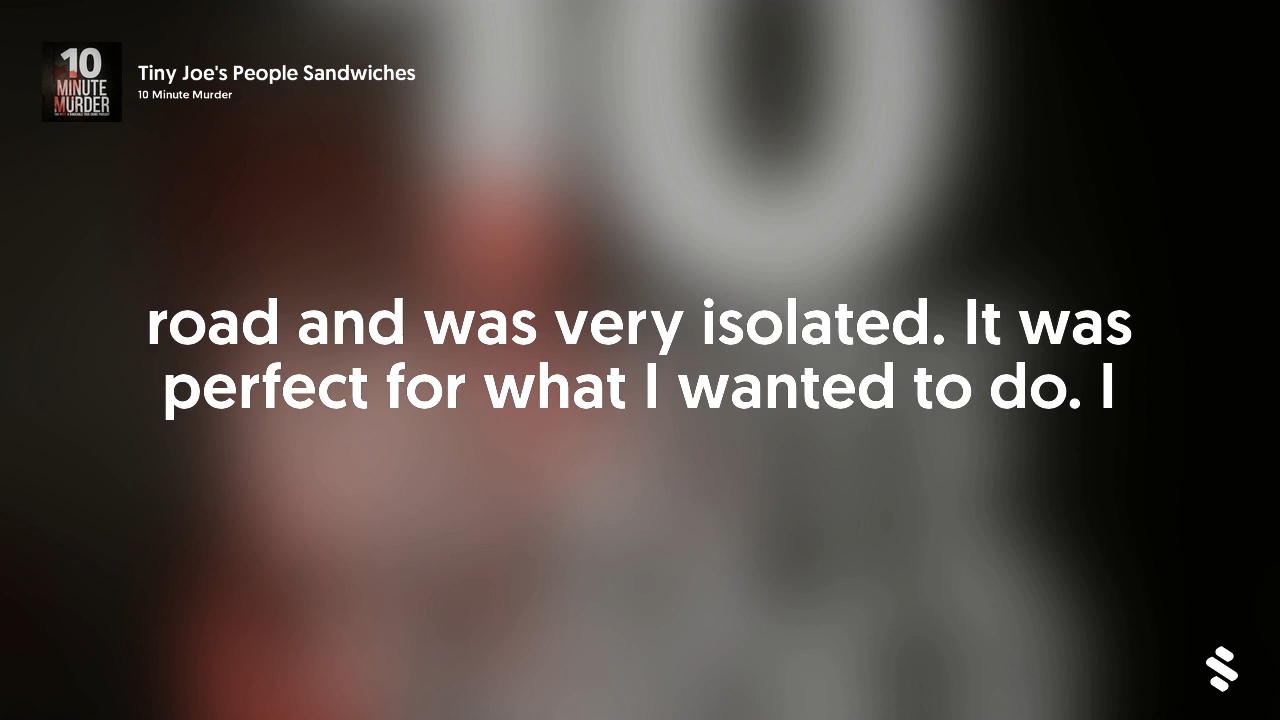 10
MINUTE
MURDER
Tiny Joe's People Sandwiches
10 Minute Murder
road and was very isolated. It was
perfect for what I wanted to do. I